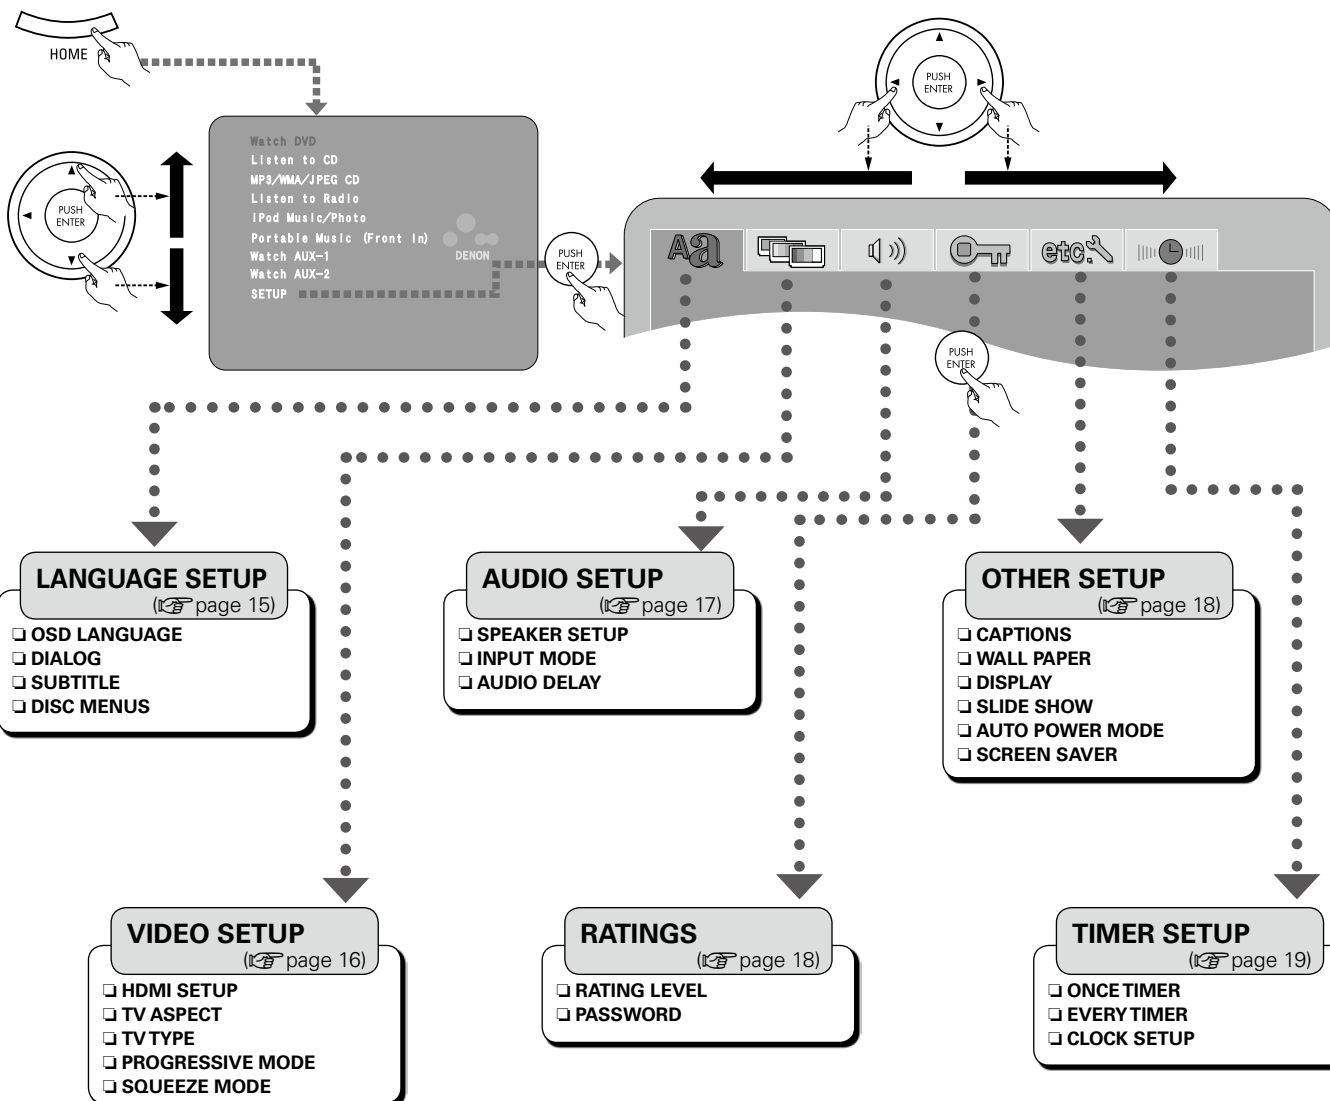 HOME
Watch DVD
Listen to CD
MP3/WMA/JPEG CD
Listen to Radio
iPod Music/Photo
Portable Music (Front In)
Watch AUX-1
Watch AUX-2
SETUP
DENON
PUSH
ENTER
PUSH
ENTER
PUSH
ENTER
Aa
etc.
PUSH
ENTER
LANGUAGE SETUP
(page 15)
❏ OSD LANGUAGE
❏ DIALOG
❏ SUBTITLE
❏ DISC MENUS
AUDIO SETUP
(page 17)
❏ SPEAKER SETUP
❏ INPUT MODE
❏ AUDIO DELAY
OTHER SETUP
(page 18)
❏ CAPTIONS
❏ WALL PAPER
❏ DISPLAY
❏ SLIDE SHOW
❏ AUTO POWER MODE
❏ SCREEN SAVER
VIDEO SETUP
(page 16)
❏ HDMI SETUP
❏ TV ASPECT
❏ TV TYPE
❏ PROGRESSIVE MODE
❏ SQUEEZE MODE
RATINGS
(page 18)
❏ RATING LEVEL
❏ PASSWORD
TIMER SETUP
(page 19)
❏ ONCE TIMER
❏ EVERY TIMER
❏ CLOCK SETUP